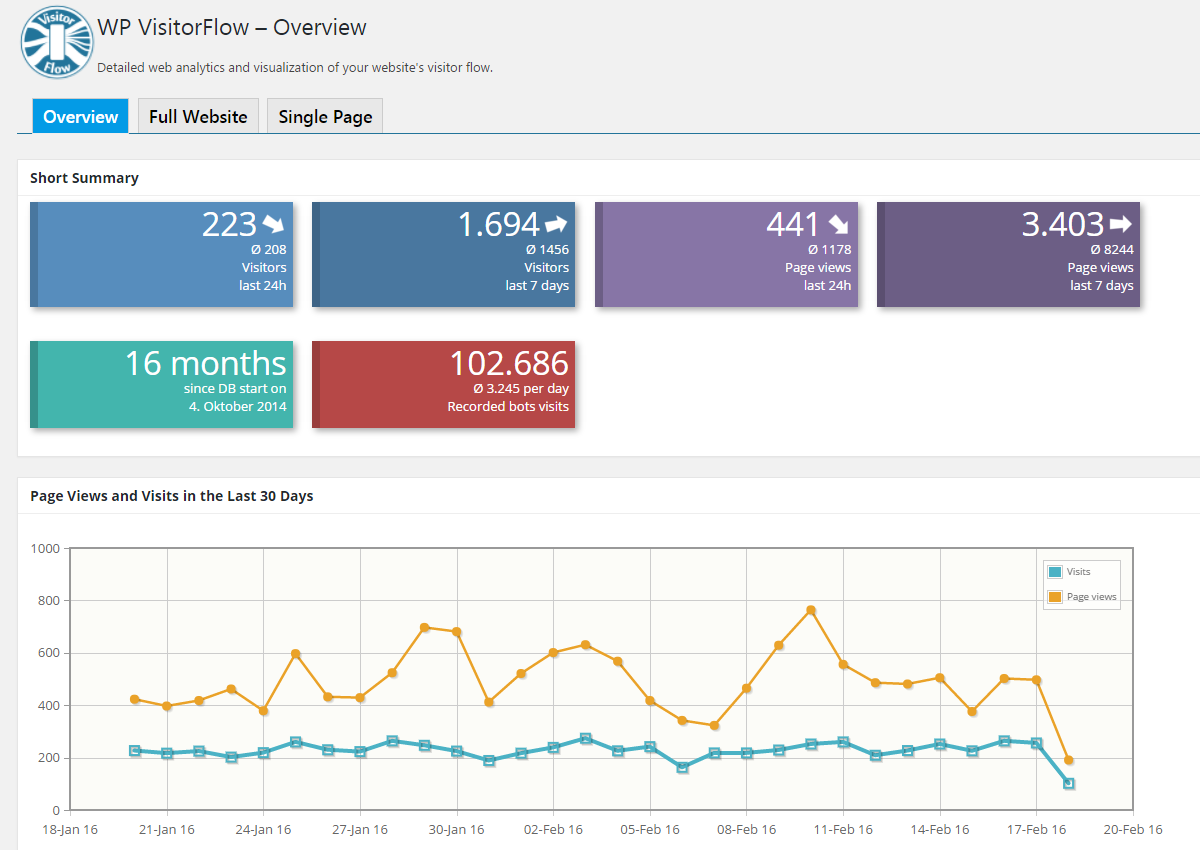 Visitor
Flow
WP VisitorFlow – Overview
Detailed web analytics and visualization of your website's visitor flow.
Overview
Full Website
Single Page
Short Summary
223
Ø 208
Visitors
last 24h
1.694
Ø 1456
Visitors
last 7 days
441
Ø 1178
Page views
last 24h
3.403
Ø 8244
Page views
last 7 days
16 months
since DB start on
4. Oktober 2014
102.686
Ø 3.245 per day
Recorded bots visits
Page Views and Visits in the Last 30 Days
1000
800
600
400
200
0
Visits
Page views
18-Jan 16
21-Jan 16
24-Jan 16
27-Jan 16
30-Jan 16
02-Feb 16
05-Feb 16
08-Feb 16
11-Feb 16
14-Feb 16
17-Feb 16
20-Feb 16